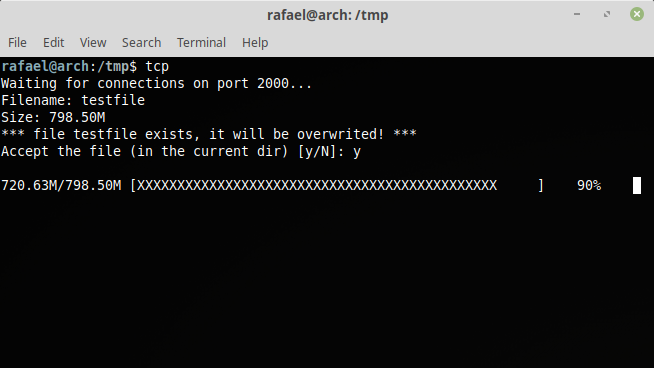 rafael@arch: /tmp
File Edit View Search Terminal Help
rafael@arch:/tmp$ tcp
Waiting for connections on port 2000...
Filename: testfile
Size: 798.50M
*** file testfile exists, it will be overwrited! ***
Accept the file (in the current dir) [y/N]: y
720.63M/798.50M [XXXXXXXXXXXXXXXXXXXXXXXXXXXXXXXXXXXXXXXXXXXXX     ]    90%